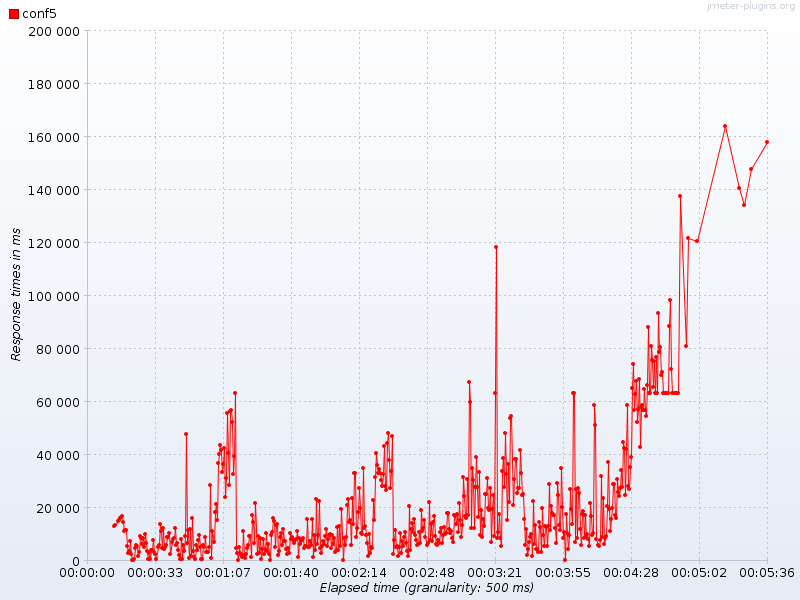 jmeter-plugins.org
conf5
200 000
180 000
160 000
140 000
120 000
100 000
80 000
60 000
40 000
20 000
0
Response times in ms
00:00:00 00:00:33 00:01:07 00:01:40 00:02:14 00:02:48 00:03:21 00:03:55 00:04:28 00:05:02 00:05:36
Elapsed time (granularity: 500 ms)